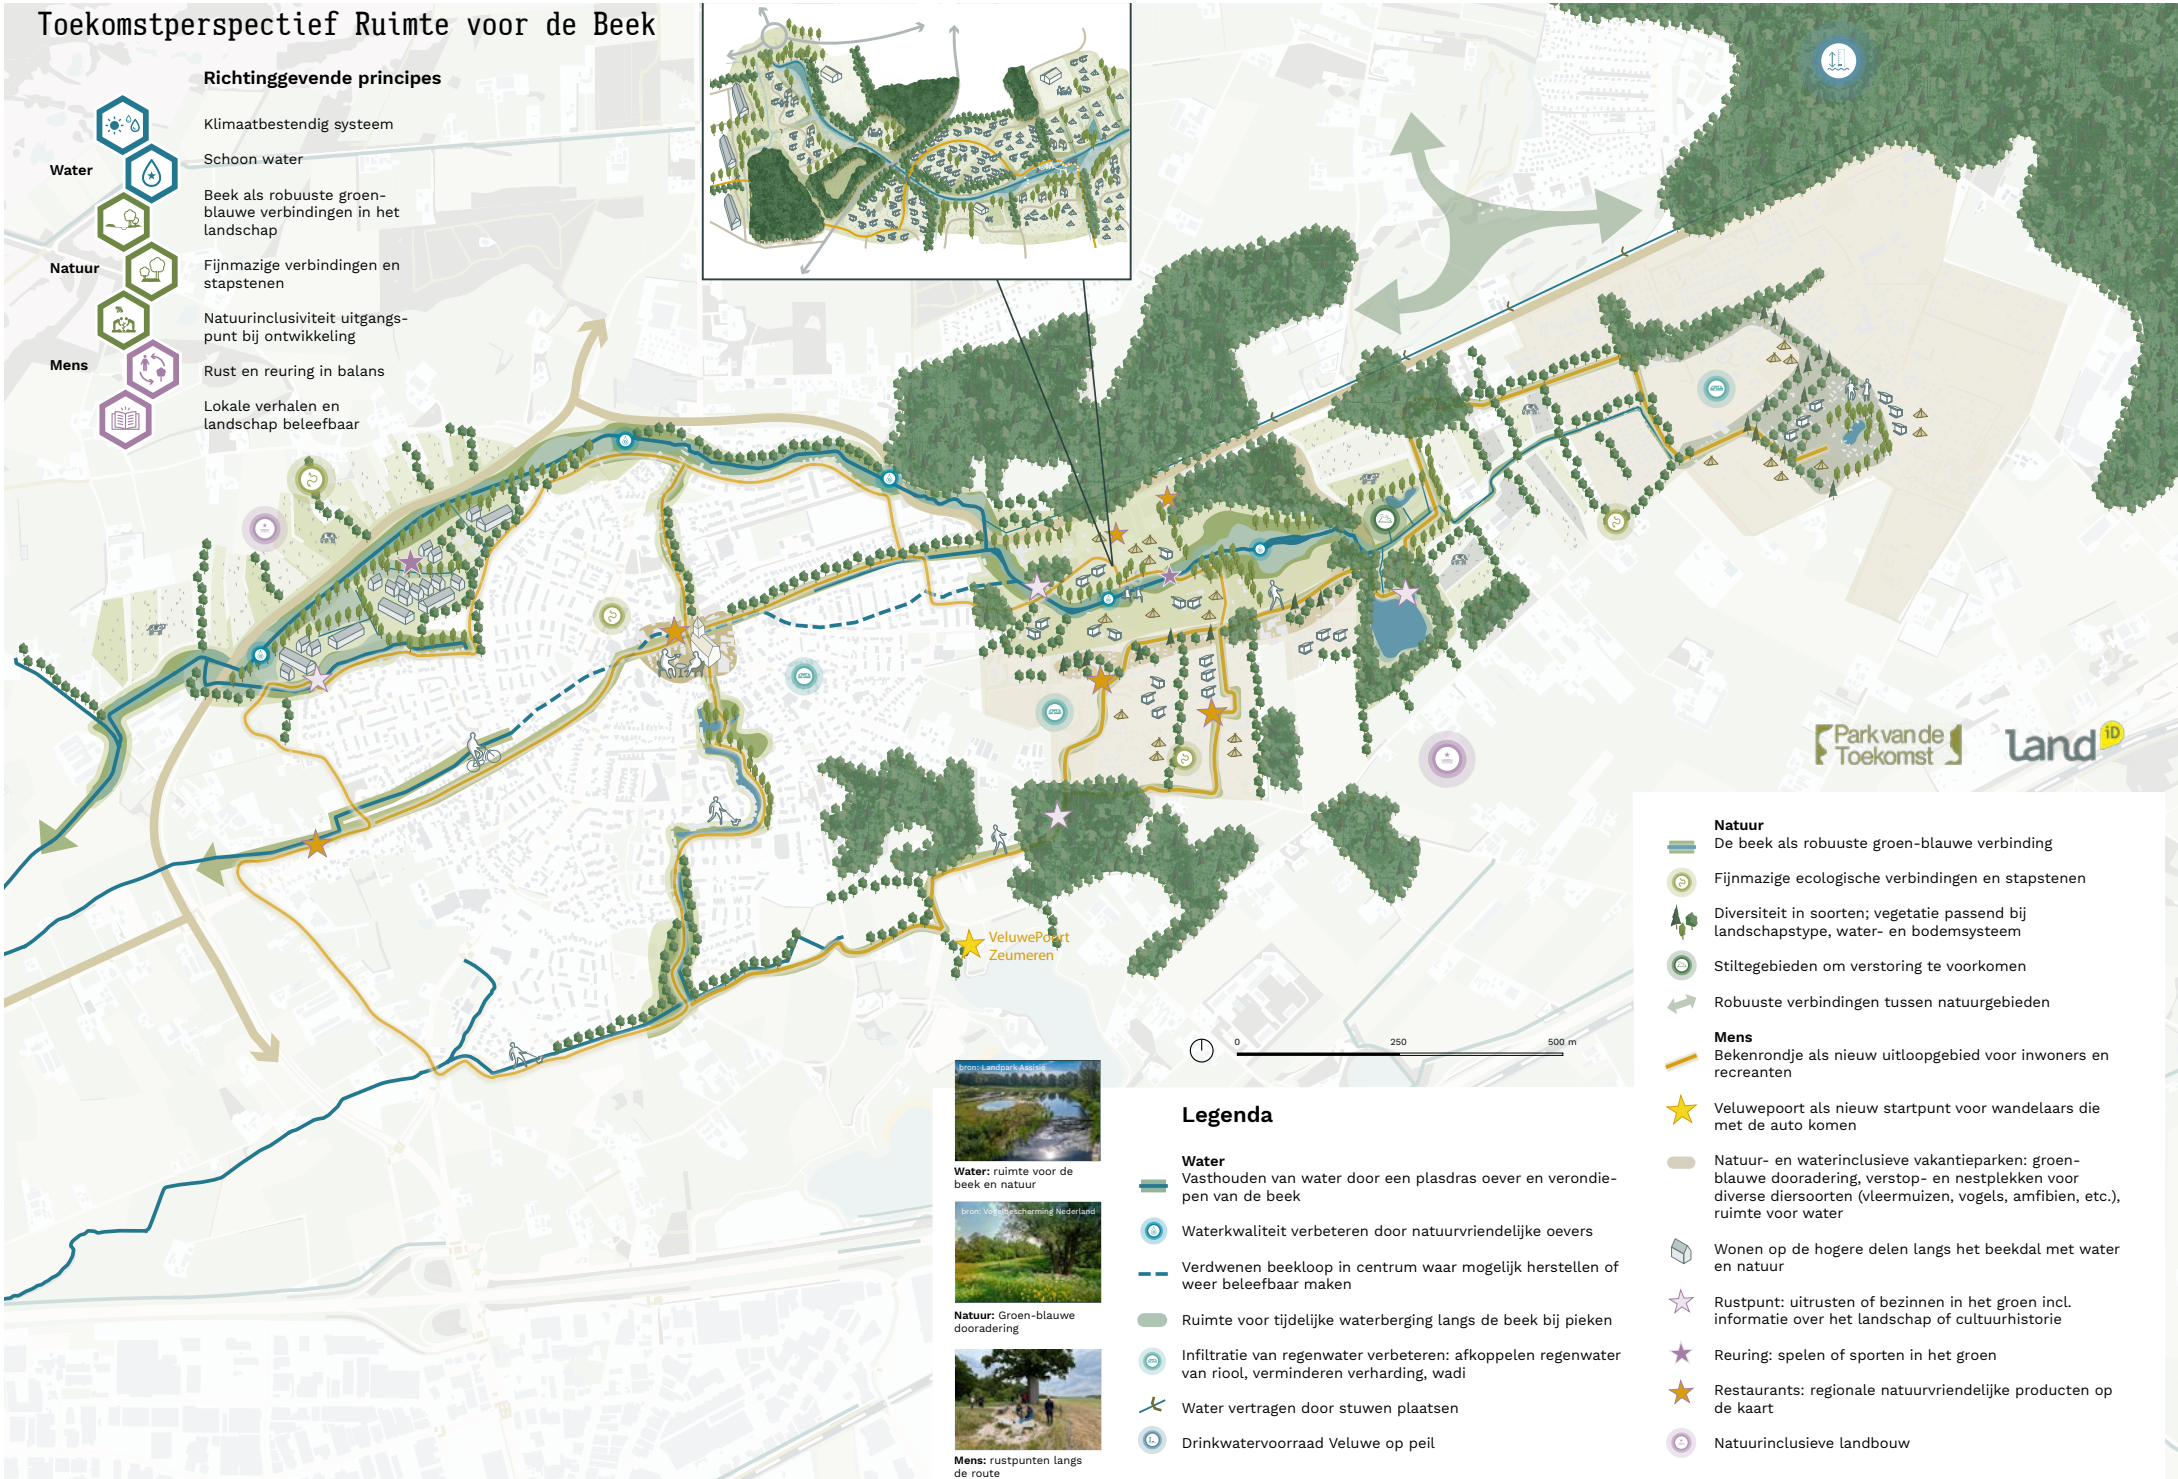 Toekomstperspectief Ruimte voor de Beek
Richtinggevende principes
Klimaatbestendig systeem
Water
Schoon water
Beek als robuuste groen-
blauwe verbindingen in het
landschap
Natuur
Fijnmazige verbindingen en
stapstenen
Natuurinclusiviteit uitgangs-
punt bij ontwikkeling
Mens
Rust en reuring in balans
Lokale verhalen en
landschap beleefbaar
VeluwePoort
Zeumeren
Park van de
Toekomst
land iD
0 250 500 m
bron: Landpark Assisië
Water: ruimte voor de
beek en natuur
bron: Vogelbescherming Nederland
Natuur: Groen-blauwe
dooradering
Mens: rustpunten langs
de route
Legenda
Water
Vasthouden van water door een plasdras oever en verondie-
pen van de beek
Waterkwaliteit verbeteren door natuurvriendelijke oevers
Verdwenen beekloop in centrum waar mogelijk herstellen of
weer beleefbaar maken
Ruimte voor tijdelijke waterberging langs de beek bij pieken
Infiltratie van regenwater verbeteren: afkoppelen regenwater
van riool, verminderen verharding, wadi
Water vertragen door stuwen plaatsen
Drinkwatervoorraad Veluwe op peil
Natuur
De beek als robuuste groen-blauwe verbinding
Fijnmazige ecologische verbindingen en stapstenen
Diversiteit in soorten; vegetatie passend bij
landschapstype, water- en bodemsysteem
Stiltegebieden om verstoring te voorkomen
Robuuste verbindingen tussen natuurgebieden
Mens
Bekenrondje als nieuw uitloopgebied voor inwoners en
recreanten
Veluwepoort als nieuw startpunt voor wandelaars die
met de auto komen
Natuur- en waterinclusieve vakantieparken: groen-
blauwe dooradering, verstop- en nestplekken voor
diverse diersoorten (vleermuizen, vogels, amfibien, etc.),
ruimte voor water
Wonen op de hogere delen langs het beekdal met water
en natuur
Rustpunt: uitrusten of bezinnen in het groen incl.
informatie over het landschap of cultuurhistorie
Reuring: spelen of sporten in het groen
Restaurants: regionale natuurvriendelijke producten op
de kaart
Natuurinclusieve landbouw